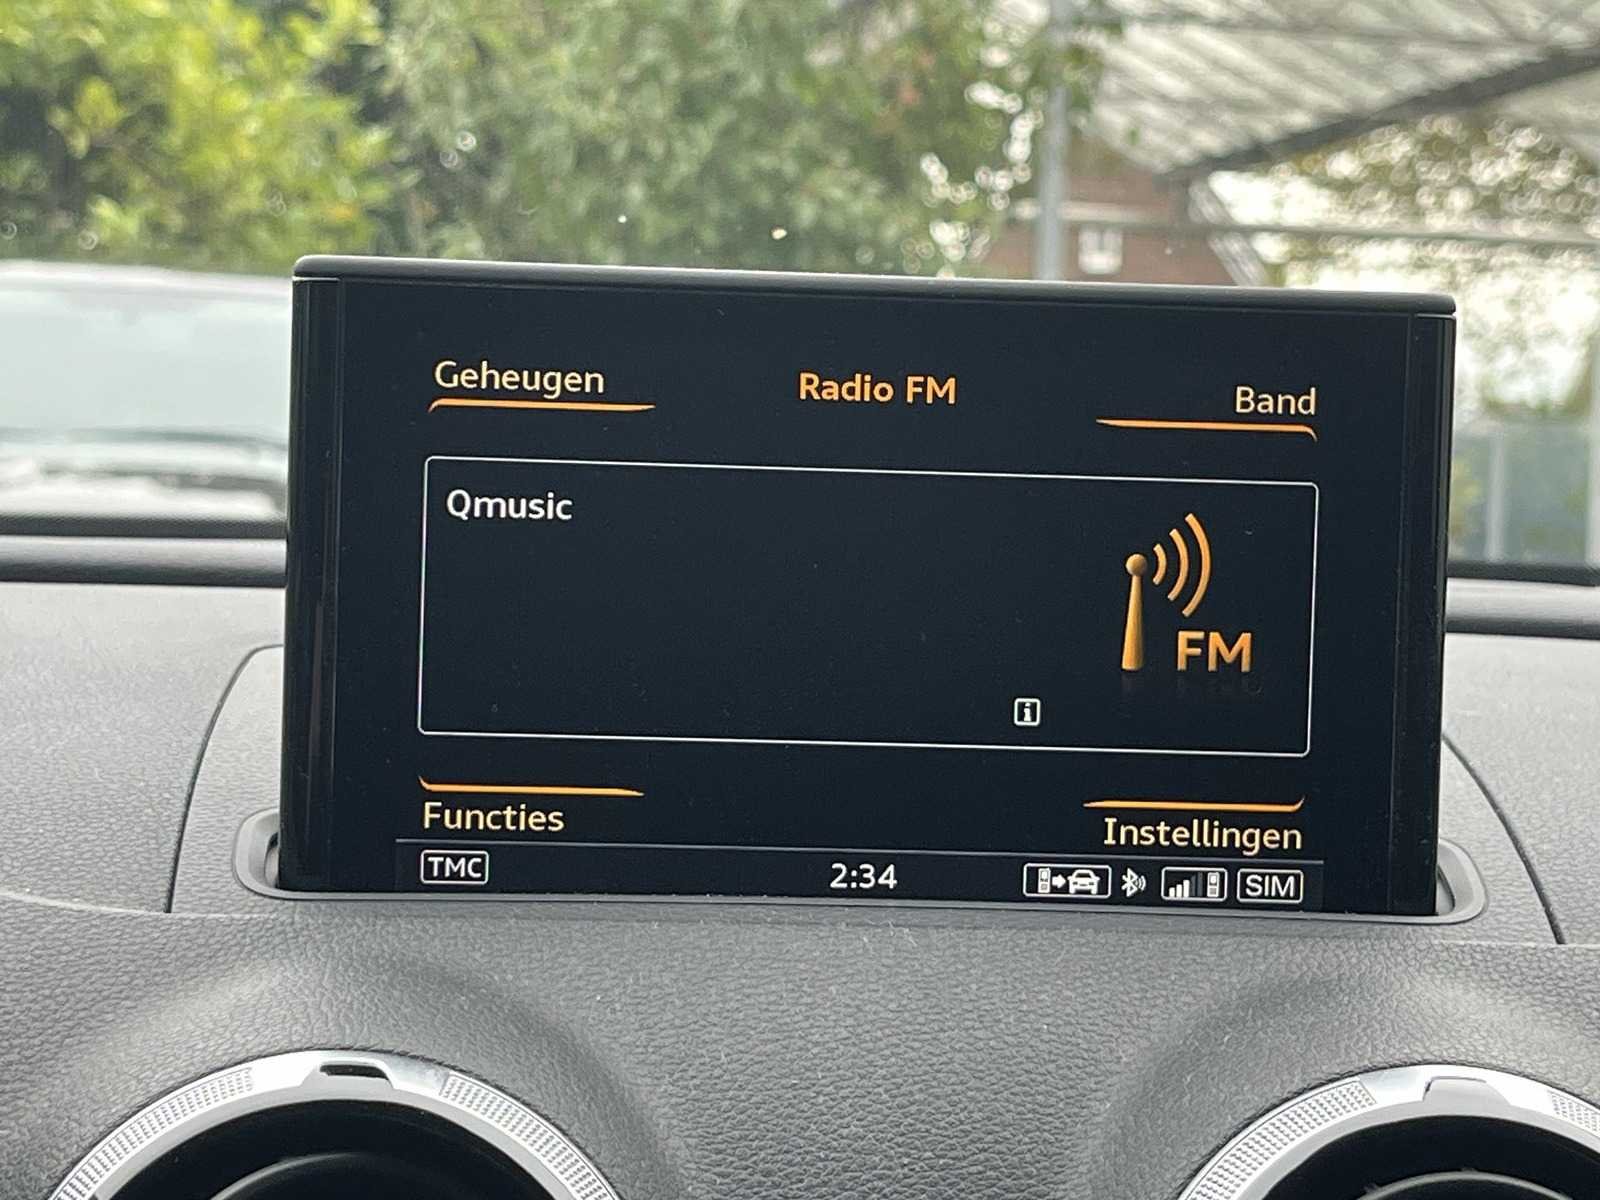 Geheugen
Radio FM
Band
Qmusic
FM
i
Functies
Instellingen
TMC
2:34
SIM